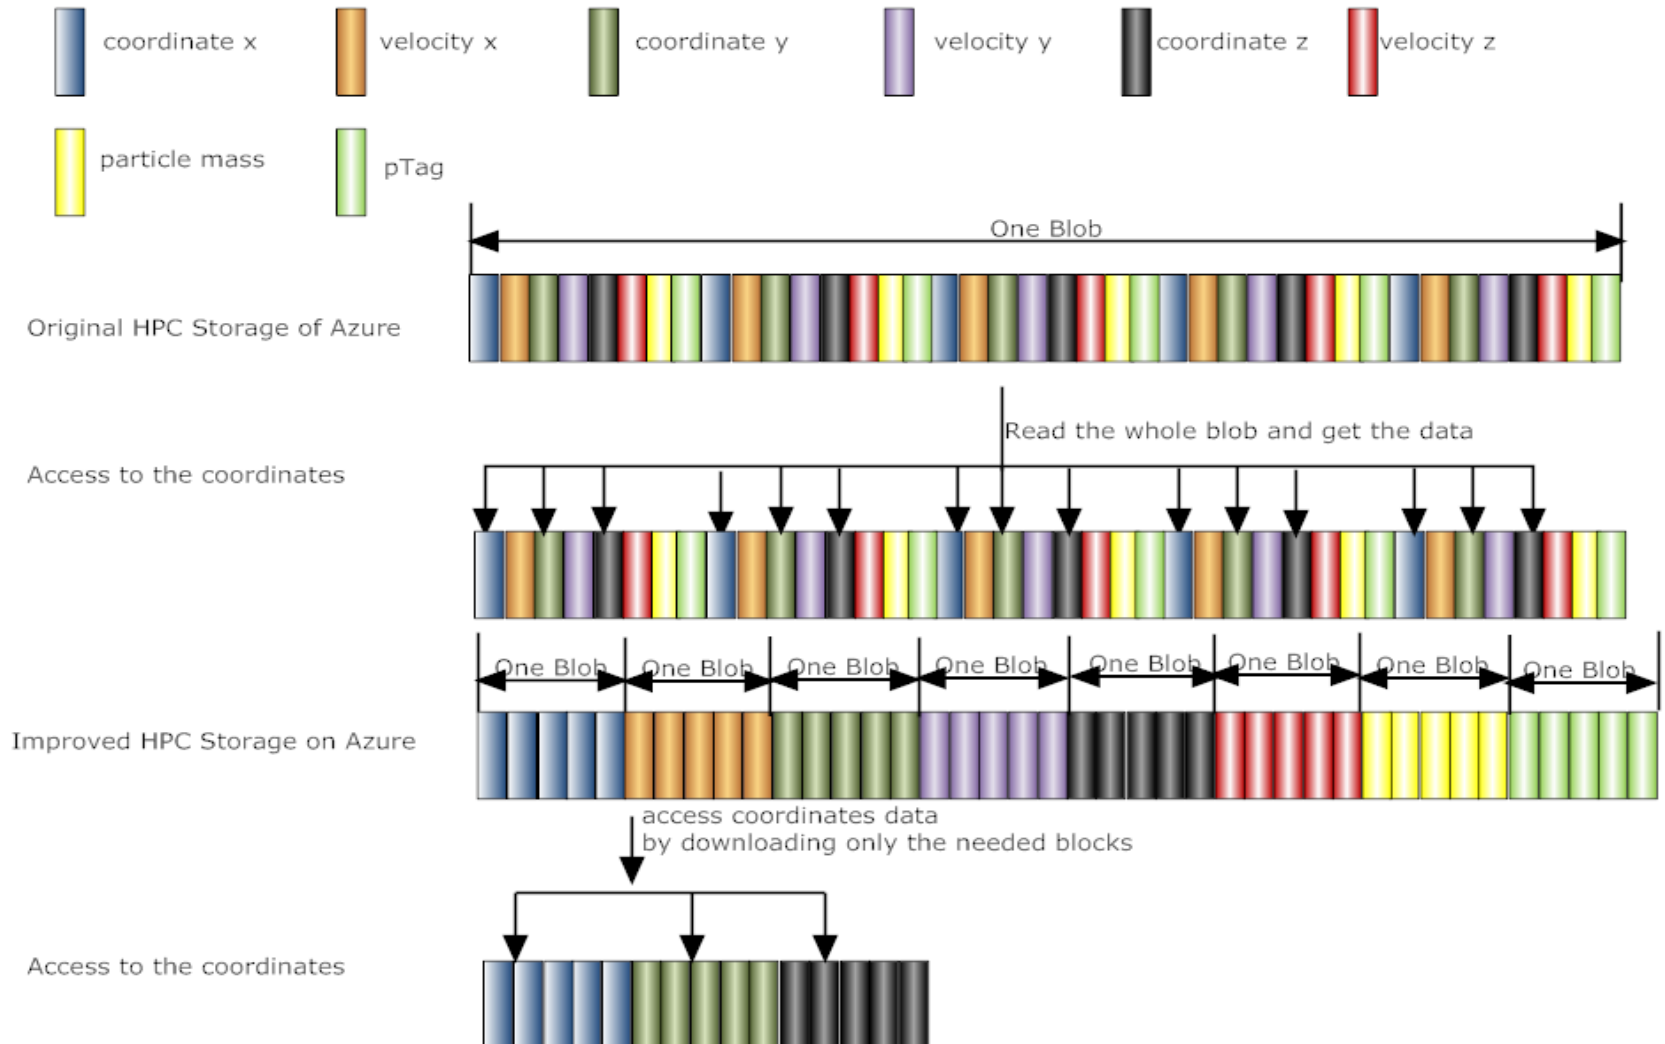 coordinate x
velocity x
coordinate y
velocity y
coordinate z
velocity z
particle mass
pTag
One Blob
Original HPC Storage of Azure
Read the whole blob and get the data
Access to the coordinates
One Blob
One Blob
One Blob
One Blob
One Blob
One Blob
One Blob
One Blob
Improved HPC Storage on Azure
access coordinates data
by downloading only the needed blocks
Access to the coordinates